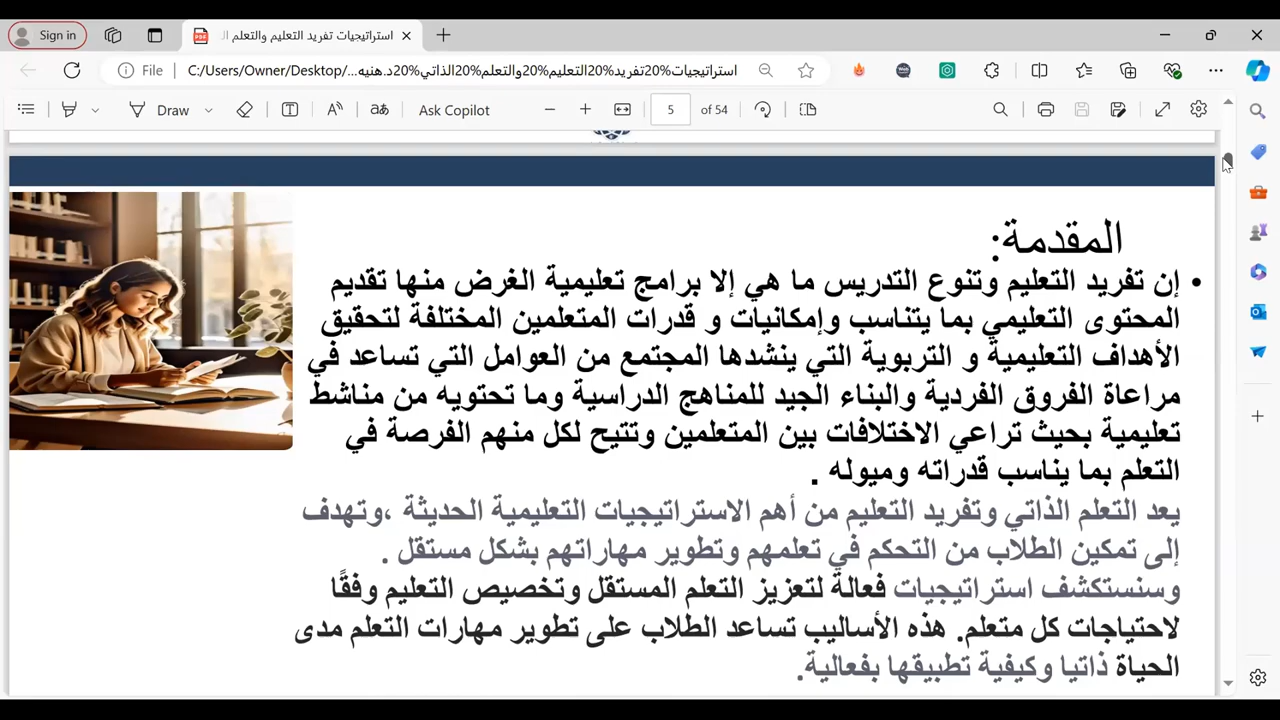 Sign in
استراتيجيات تفريد التعليم والتعلم ال
File
C:/Users/Owner/Desktop/...استراتيجيات%20تفريد%20التعليم%20والتعلم%20الذاتي%20د.هنيه
Draw
Ask Copilot
5 of 54
المقدمة:
• إن تفريد التعليم وتنوع التدريس ما هي إلا برامج تعليمية الغرض منها تقديم
المحتوى التعليمي بما يتناسب وإمكانيات و قدرات المتعلمين المختلفة لتحقيق
الأهداف التعليمية و التربوية التي ينشدها المجتمع من العوامل التي تساعد في
مراعاة الفروق الفردية والبناء الجيد للمناهج الدراسية وما تحتويه من مناشط
تعليمية بحيث تراعي الاختلافات بين المتعلمين وتتيح لكل منهم الفرصة في
التعلم بما يناسب قدراته وميوله .
يعد التعلم الذاتي وتفريد التعليم من أهم الاستراتيجيات التعليمية الحديثة ،وتهدف
إلى تمكين الطلاب من التحكم في تعلمهم وتطوير مهاراتهم بشكل مستقل .
وسنستكشف استراتيجيات فعالة لتعزيز التعلم المستقل وتخصيص التعليم وفقًا
لاحتياجات كل متعلم. هذه الأساليب تساعد الطلاب على تطوير مهارات التعلم مدى
الحياة ذاتيا وكيفية تطبيقها بفعالية.